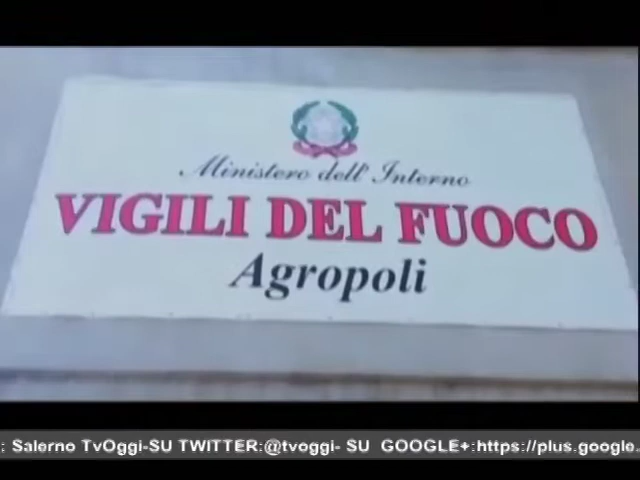 Ministero dell'Interno
VIGILI DEL FUOCO
Agropoli
: Salerno TvOggi-SU TWITTER:@tvoggi- SU GOOGLE+:https://plus.google.